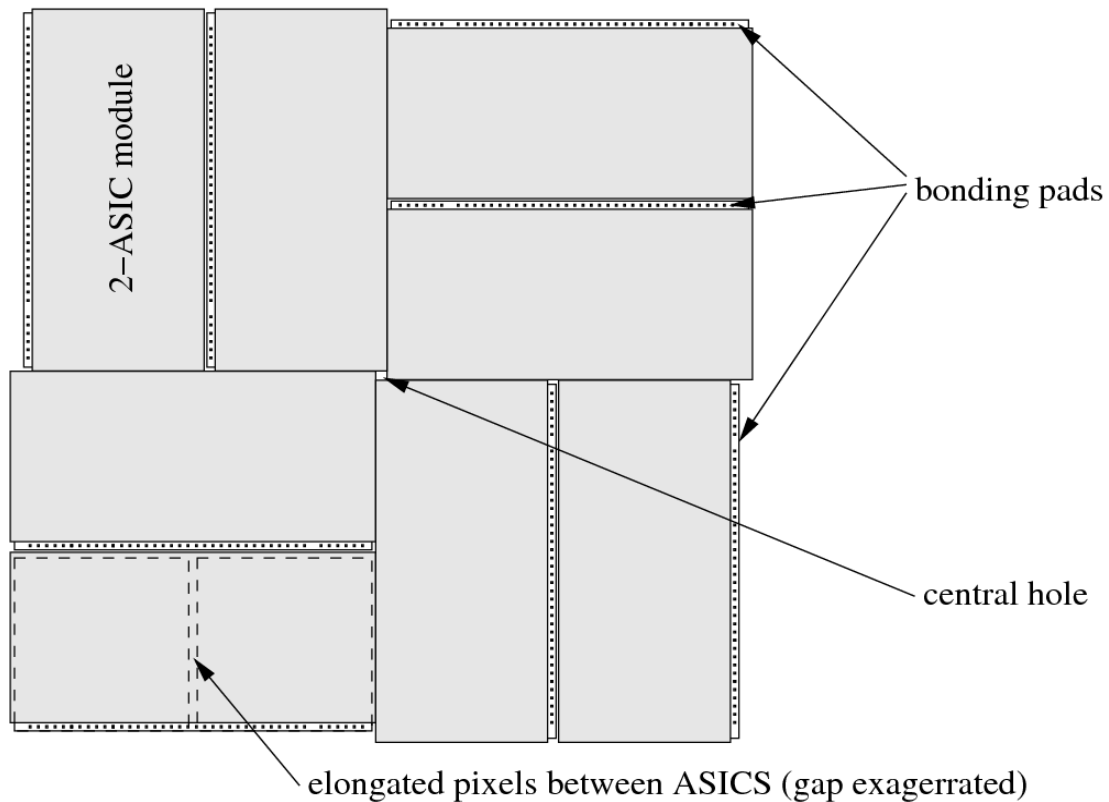 2−ASIC module
bonding pads
central hole
elongated pixels between ASICS (gap exagerrated)